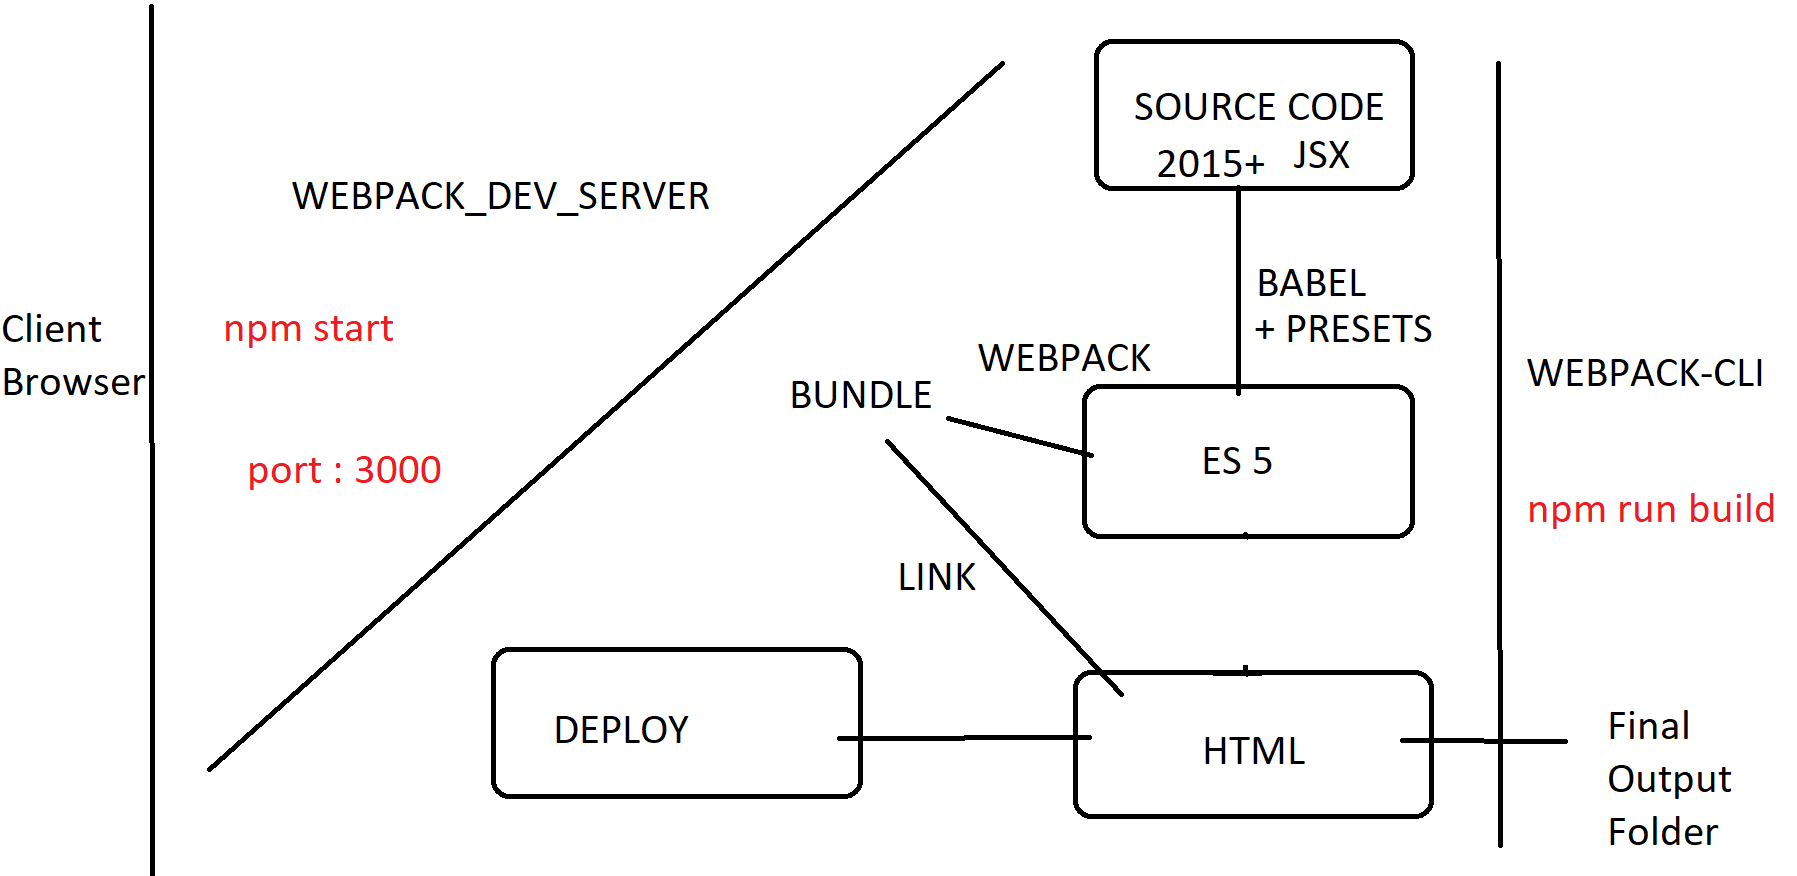 SOURCE CODE
2015+ JSX
WEBPACK_DEV_SERVER
BABEL
+ PRESETS
Client
Browser
npm start
WEBPACK
BUNDLE
WEBPACK-CLI
port : 3000
ES 5
npm run build
LINK
DEPLOY
HTML
Final
Output
Folder